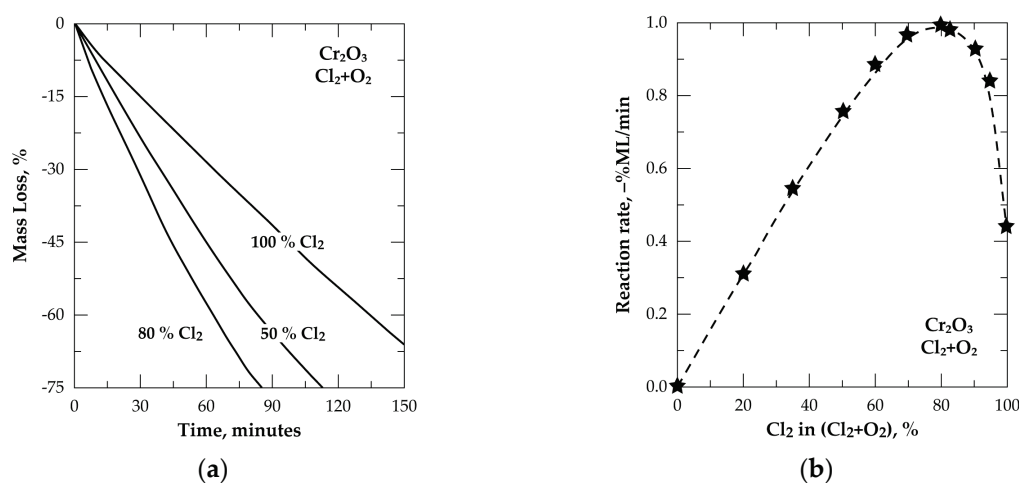 0
-15
-30
-45
-60
-75
Mass Loss, %
Cr₂O₃
Cl₂+O₂
100 % Cl₂
80 % Cl₂
50 % Cl₂
0 30 60 90 120 150
Time, minutes
(a)
1.0
0.8
0.6
0.4
0.2
0.0
Reaction rate, –%ML/min
Cr₂O₃
Cl₂+O₂
0 20 40 60 80 100
Cl₂ in (Cl₂+O₂), %
(b)